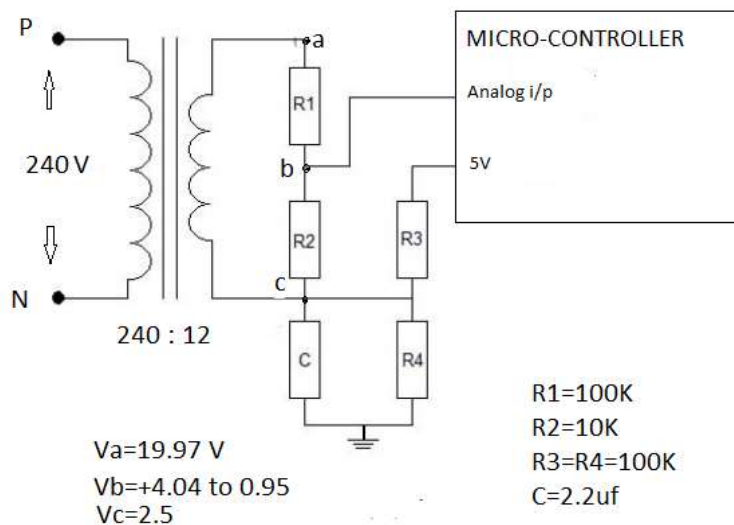 P
a
MICRO-CONTROLLER
R1
Analog i/p
240 V
b
5V
R2
R3
c
N
240 : 12
C
R4
R1=100K
R2=10K
R3=R4=100K
C=2.2uf
Va=19.97 V
Vb=+4.04 to 0.95
Vc=2.5